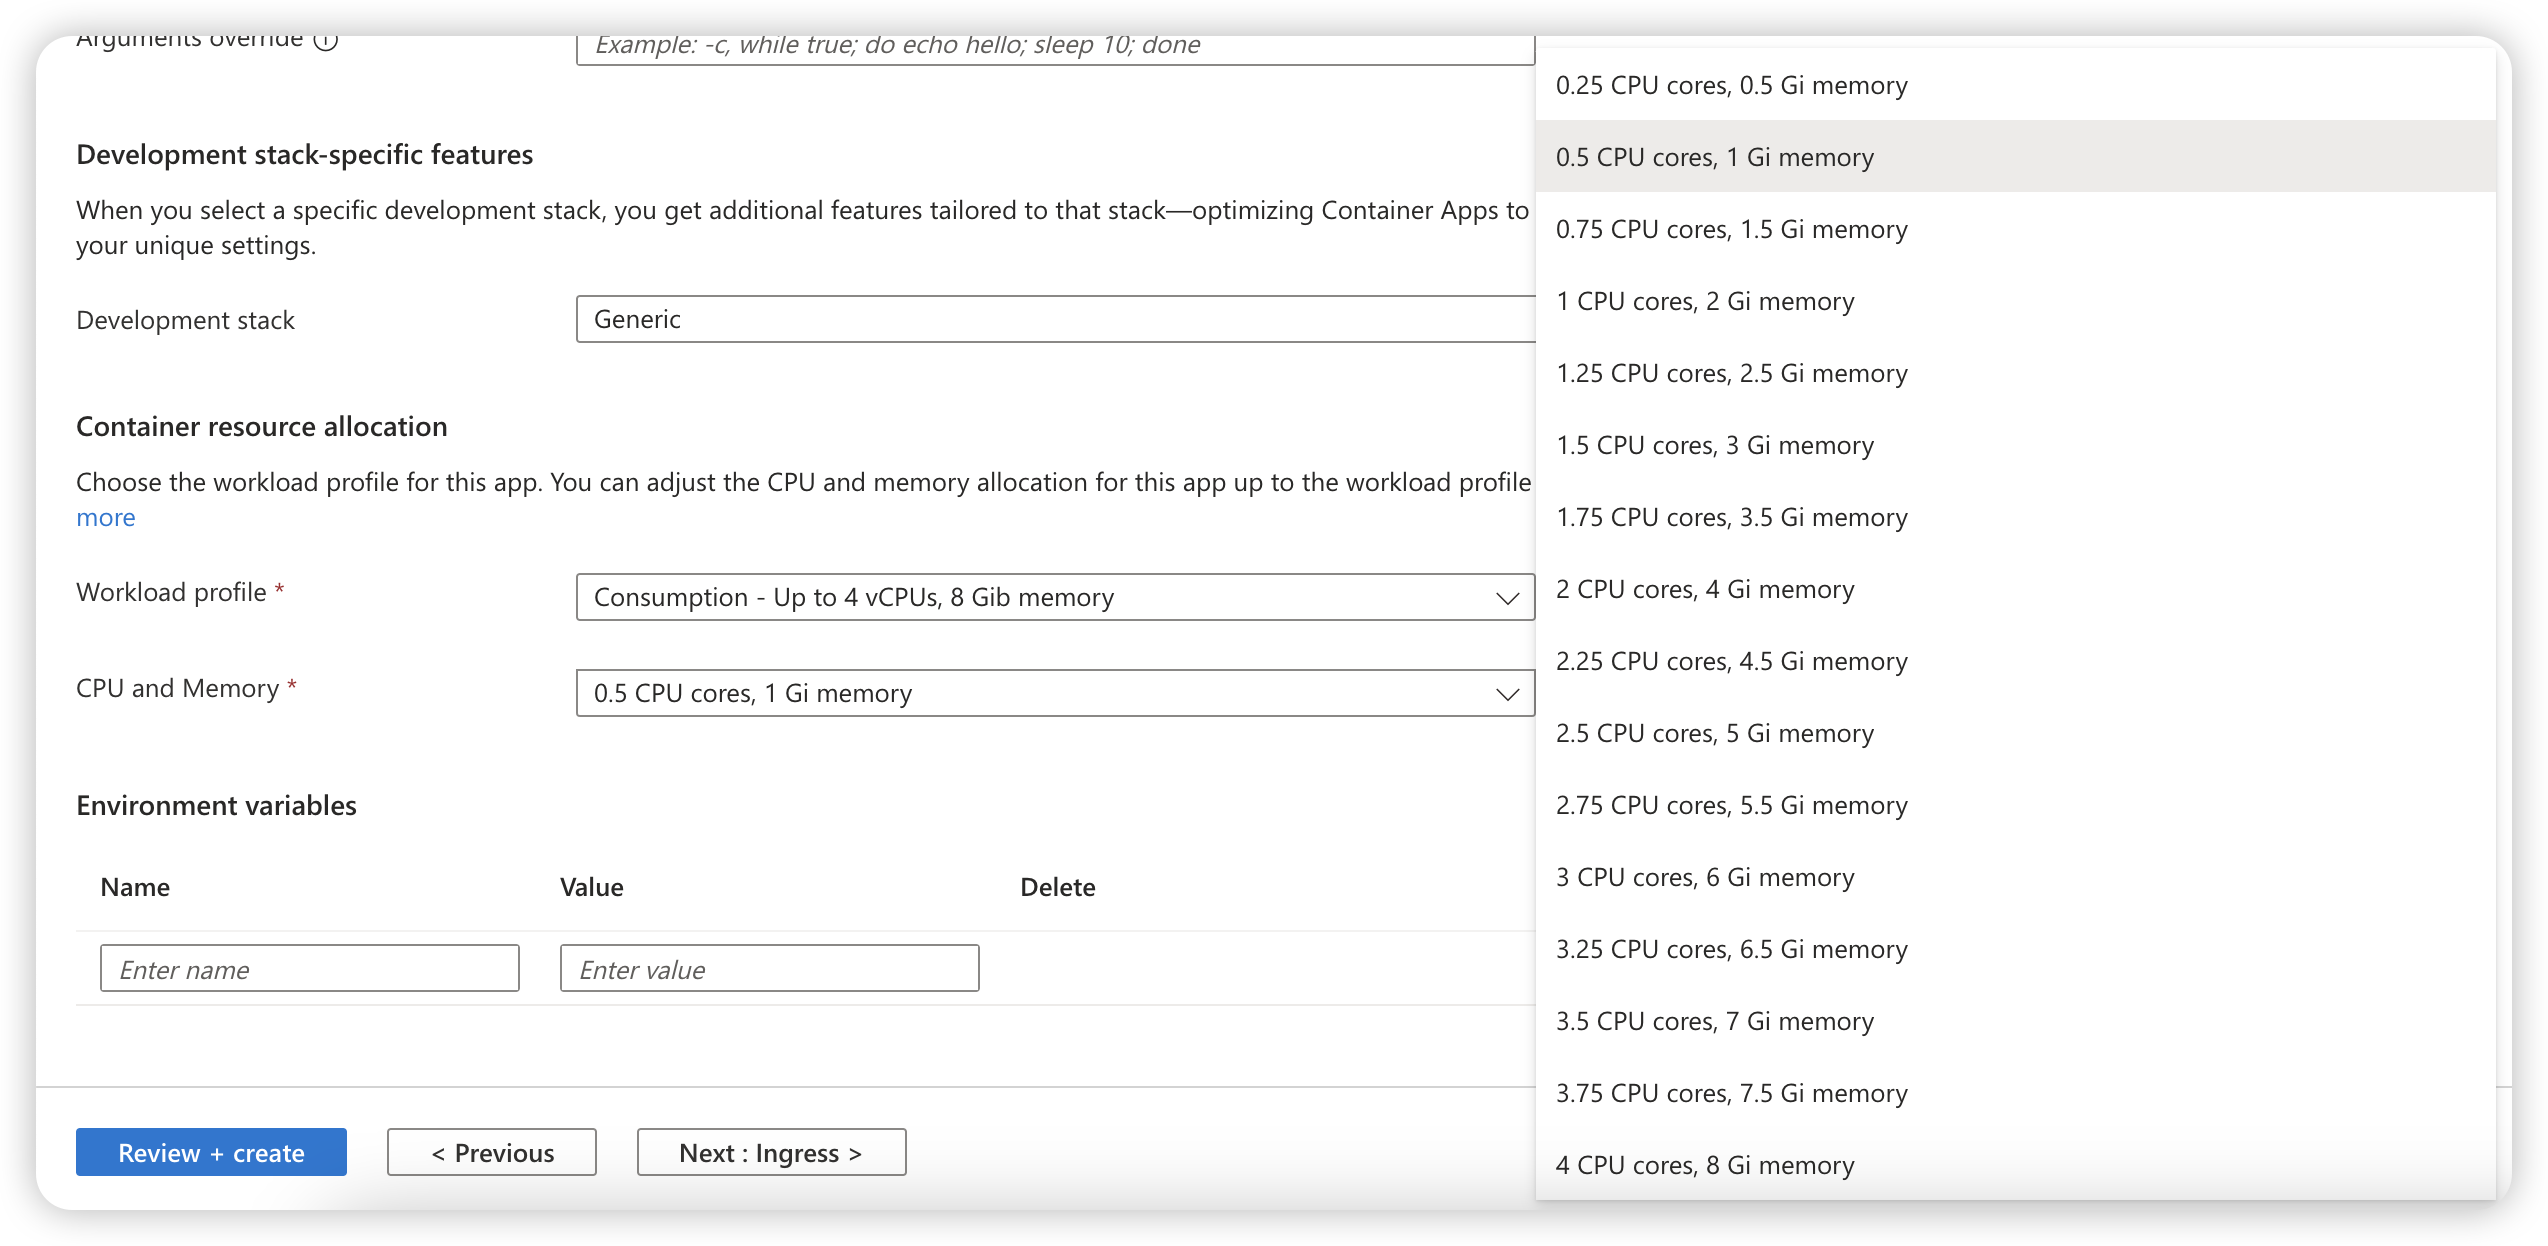 Arguments override
Example: -c, while true; do echo hello; sleep 10; done
Development stack-specific features
When you select a specific development stack, you get additional features tailored to that stack—optimizing Container Apps to
your unique settings.
Development stack
Generic
Container resource allocation
Choose the workload profile for this app. You can adjust the CPU and memory allocation for this app up to the workload profile
more
Workload profile *
Consumption - Up to 4 vCPUs, 8 Gib memory
CPU and Memory *
0.5 CPU cores, 1 Gi memory
Environment variables
Name Value Delete
Enter name Enter value
Review + create < Previous Next : Ingress >
0.25 CPU cores, 0.5 Gi memory
0.5 CPU cores, 1 Gi memory
0.75 CPU cores, 1.5 Gi memory
1 CPU cores, 2 Gi memory
1.25 CPU cores, 2.5 Gi memory
1.5 CPU cores, 3 Gi memory
1.75 CPU cores, 3.5 Gi memory
2 CPU cores, 4 Gi memory
2.25 CPU cores, 4.5 Gi memory
2.5 CPU cores, 5 Gi memory
2.75 CPU cores, 5.5 Gi memory
3 CPU cores, 6 Gi memory
3.25 CPU cores, 6.5 Gi memory
3.5 CPU cores, 7 Gi memory
3.75 CPU cores, 7.5 Gi memory
4 CPU cores, 8 Gi memory